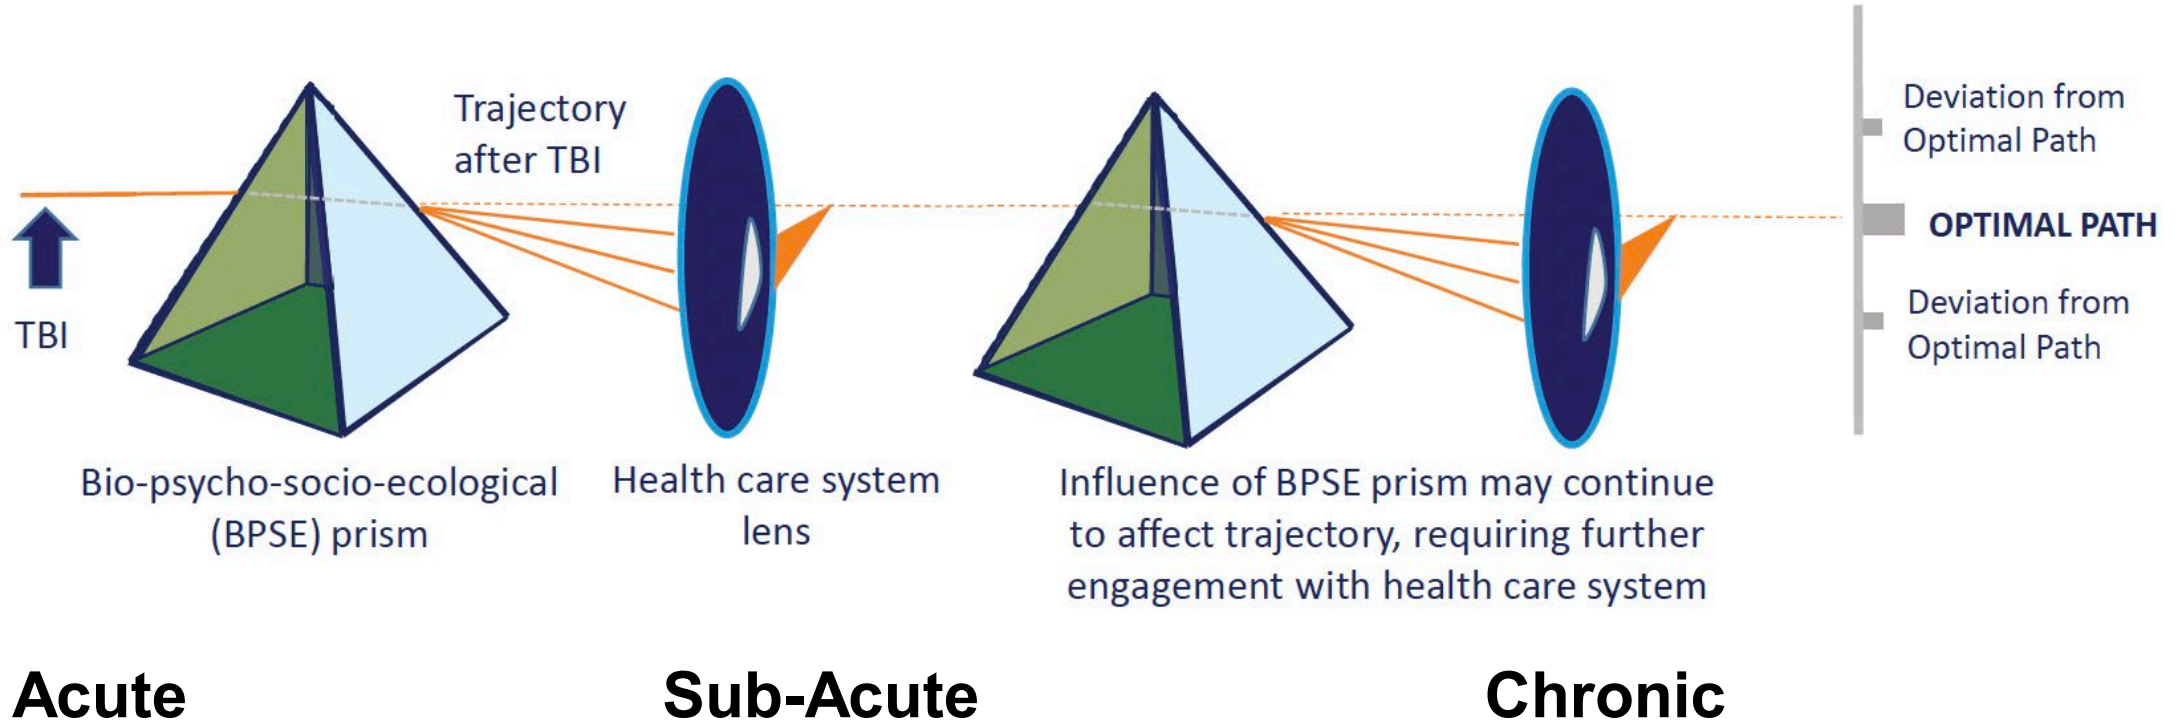 Trajectory
after TBI
TBI
Bio-psycho-socio-ecological
(BPSE) prism
Health care system
lens
Influence of BPSE prism may continue
to affect trajectory, requiring further
engagement with health care system
Deviation from
Optimal Path
OPTIMAL PATH
Deviation from
Optimal Path
Acute
Sub-Acute
Chronic